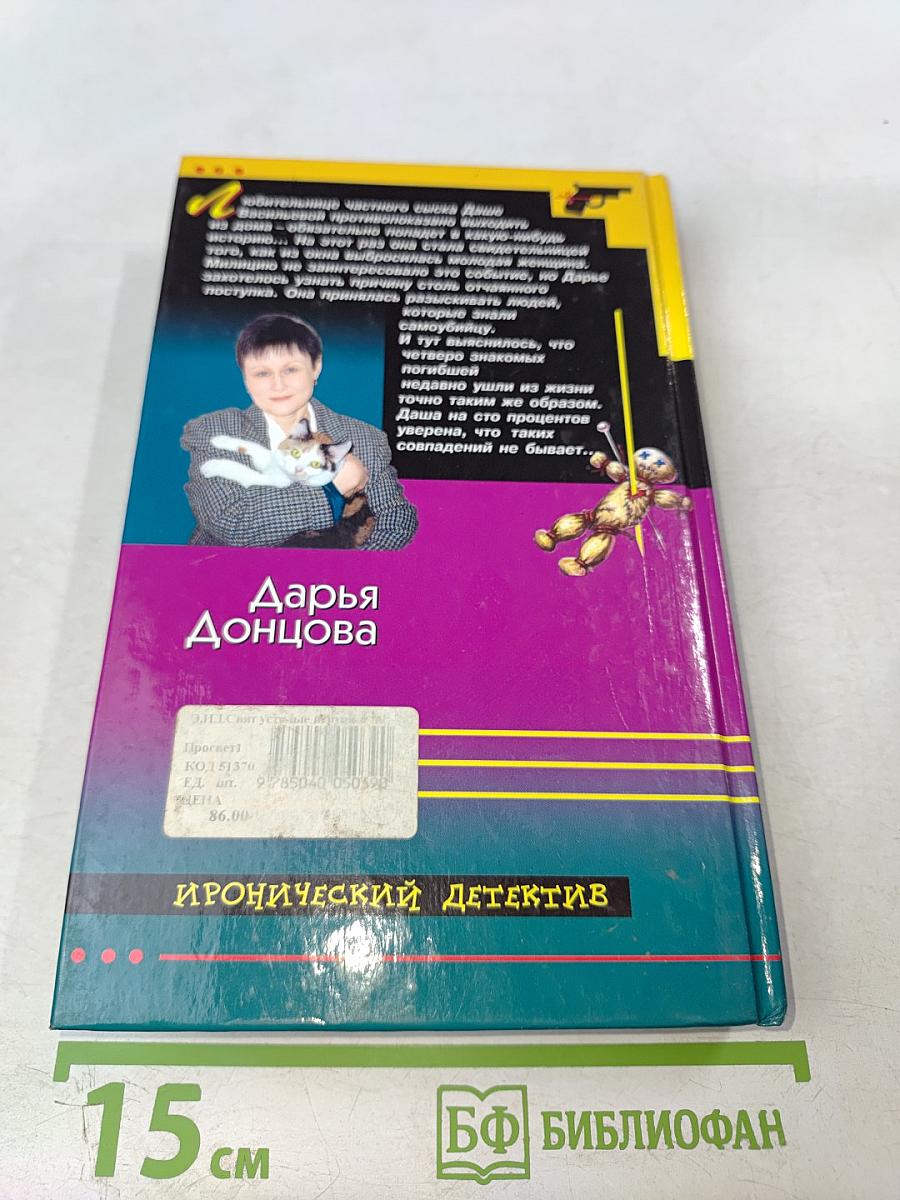 Любительнице частного сыска Даше
Васильевой противопоказано выходить
из дома – обязательно попадет в какую-нибудь
историю... На этот раз она стала свидетельницей
того, как из окна выбросилась молодая женщина.
Милицию не заинтересовало это событие, но Дарье
захотелось узнать причину столь отчаянного
поступка. Она принялась разыскивать людей,
которые знали
самоубийцу.
И тут выяснилось, что
четверо знакомых
погибшей
недавно ушли из жизни
точно таким же образом.
Даша на сто процентов
уверена, что таких
совпадений не бывает...
Дарья
Донцова
Просвет1
КОД 51370
ЕД. шт.
9 785040 050390
ЦЕНА
86.00
ИРОНИЧЕСКИЙ ДЕТЕКТИВ
15 см
БФ БИБЛИОФАН